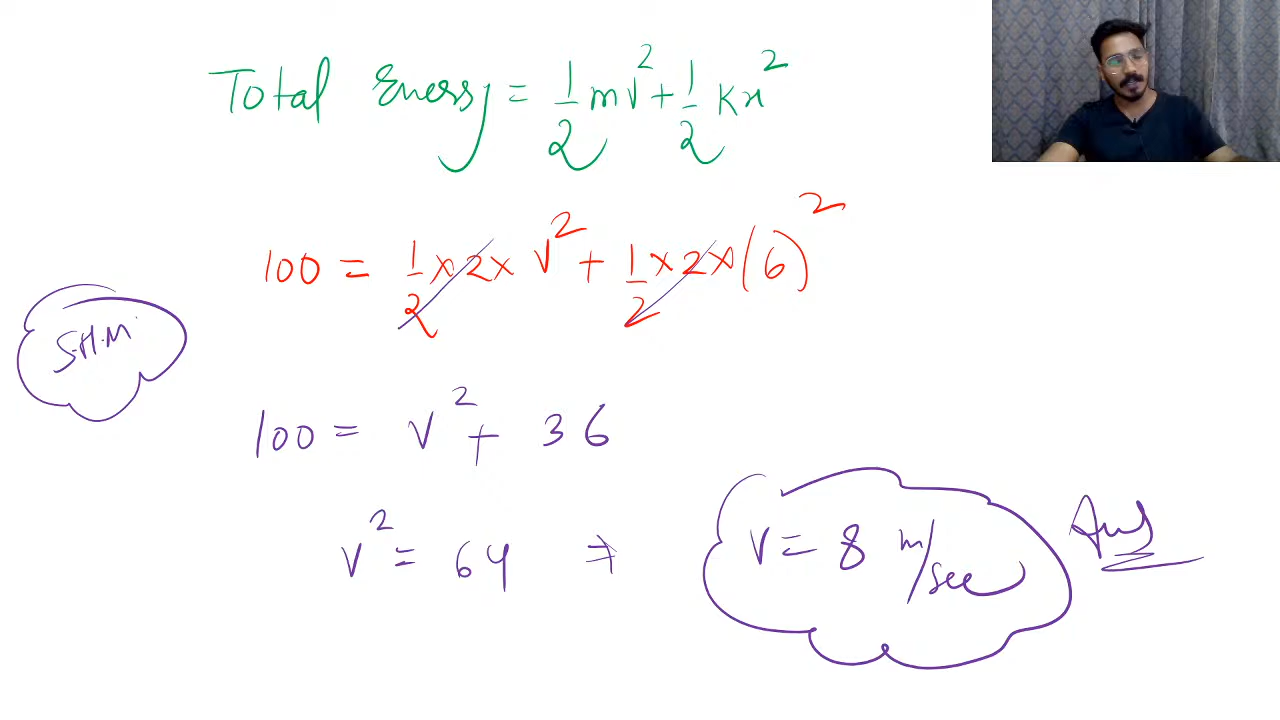 Total Energy = 1/2 mv² + 1/2 kx²
100 = 1/2 × 2 × v² + 1/2 × 2 × (6)²
S.H.M
100 = v² + 36
v² = 64 ⇒ v = 8 m/sec Ans